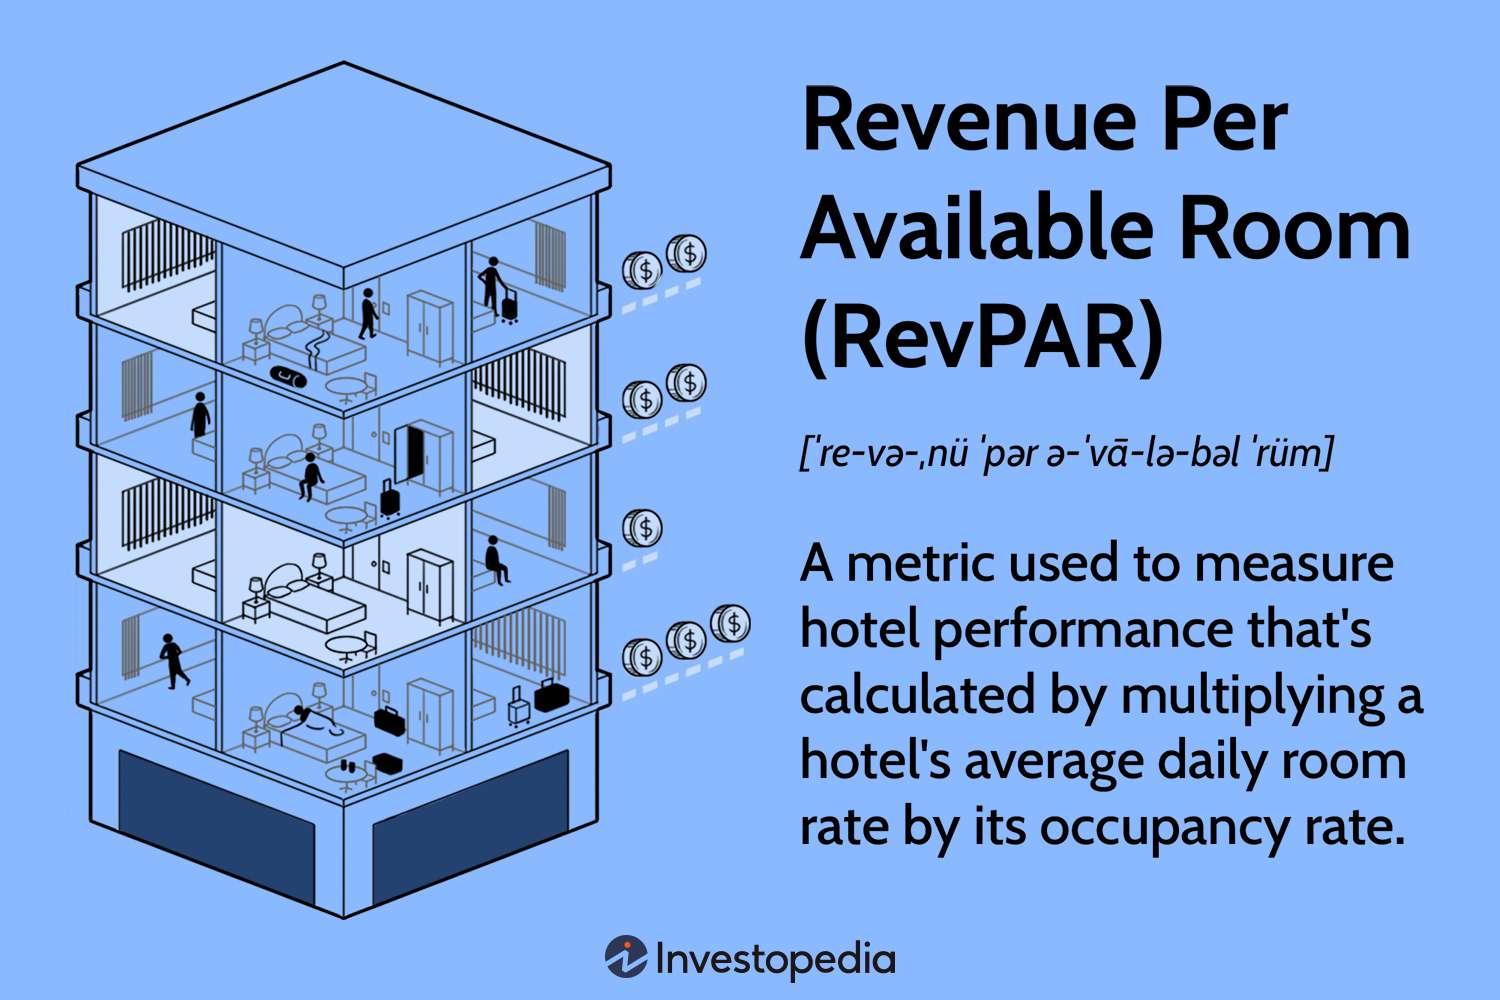 Revenue Per
Available Room
(RevPAR)
[ˈre-və-ˌnü ˈpər ə-ˈvā-lə-bəl ˈrüm]
A metric used to measure
hotel performance that's
calculated by multiplying a
hotel's average daily room
rate by its occupancy rate.
$ $
$ $
$
$ $ $
Investopedia